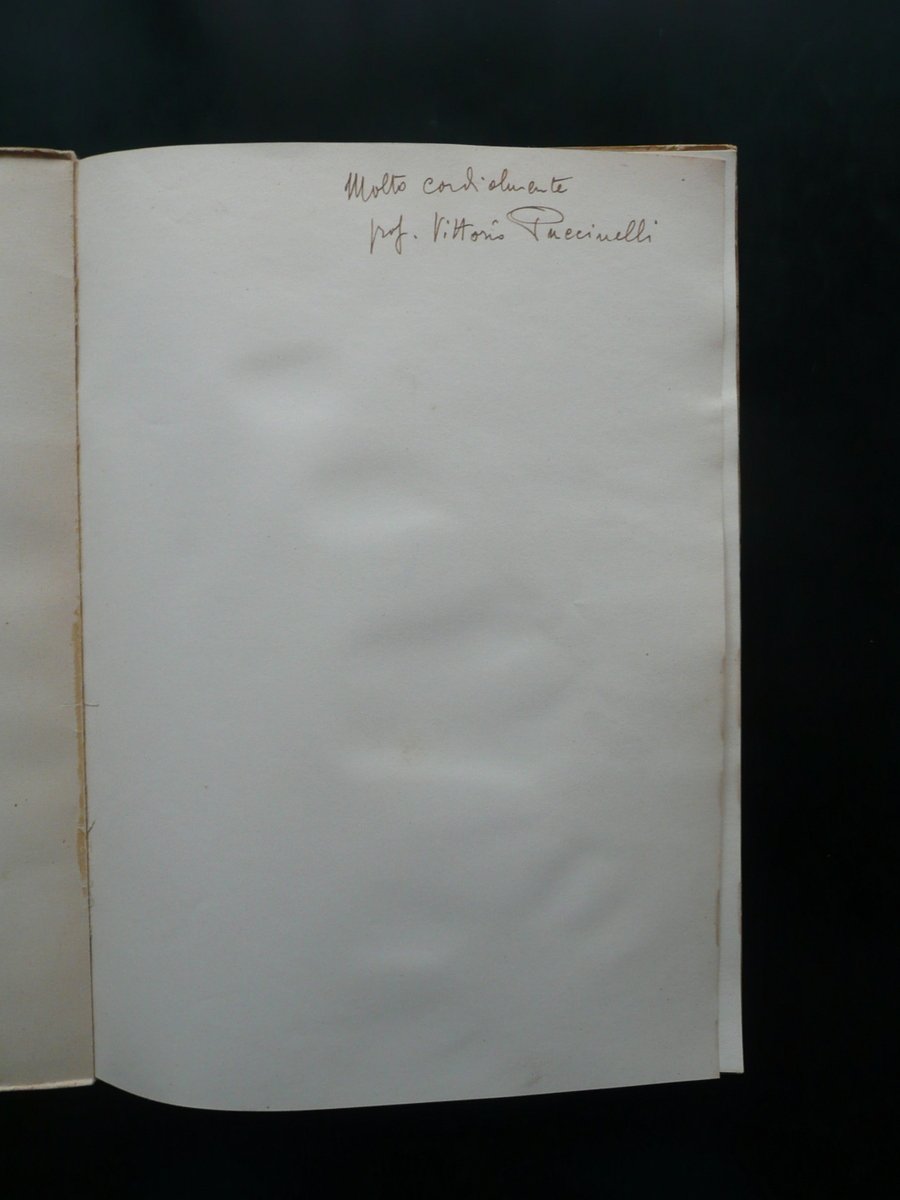 Molto cordialmente
prof. Vittorio Puccinelli